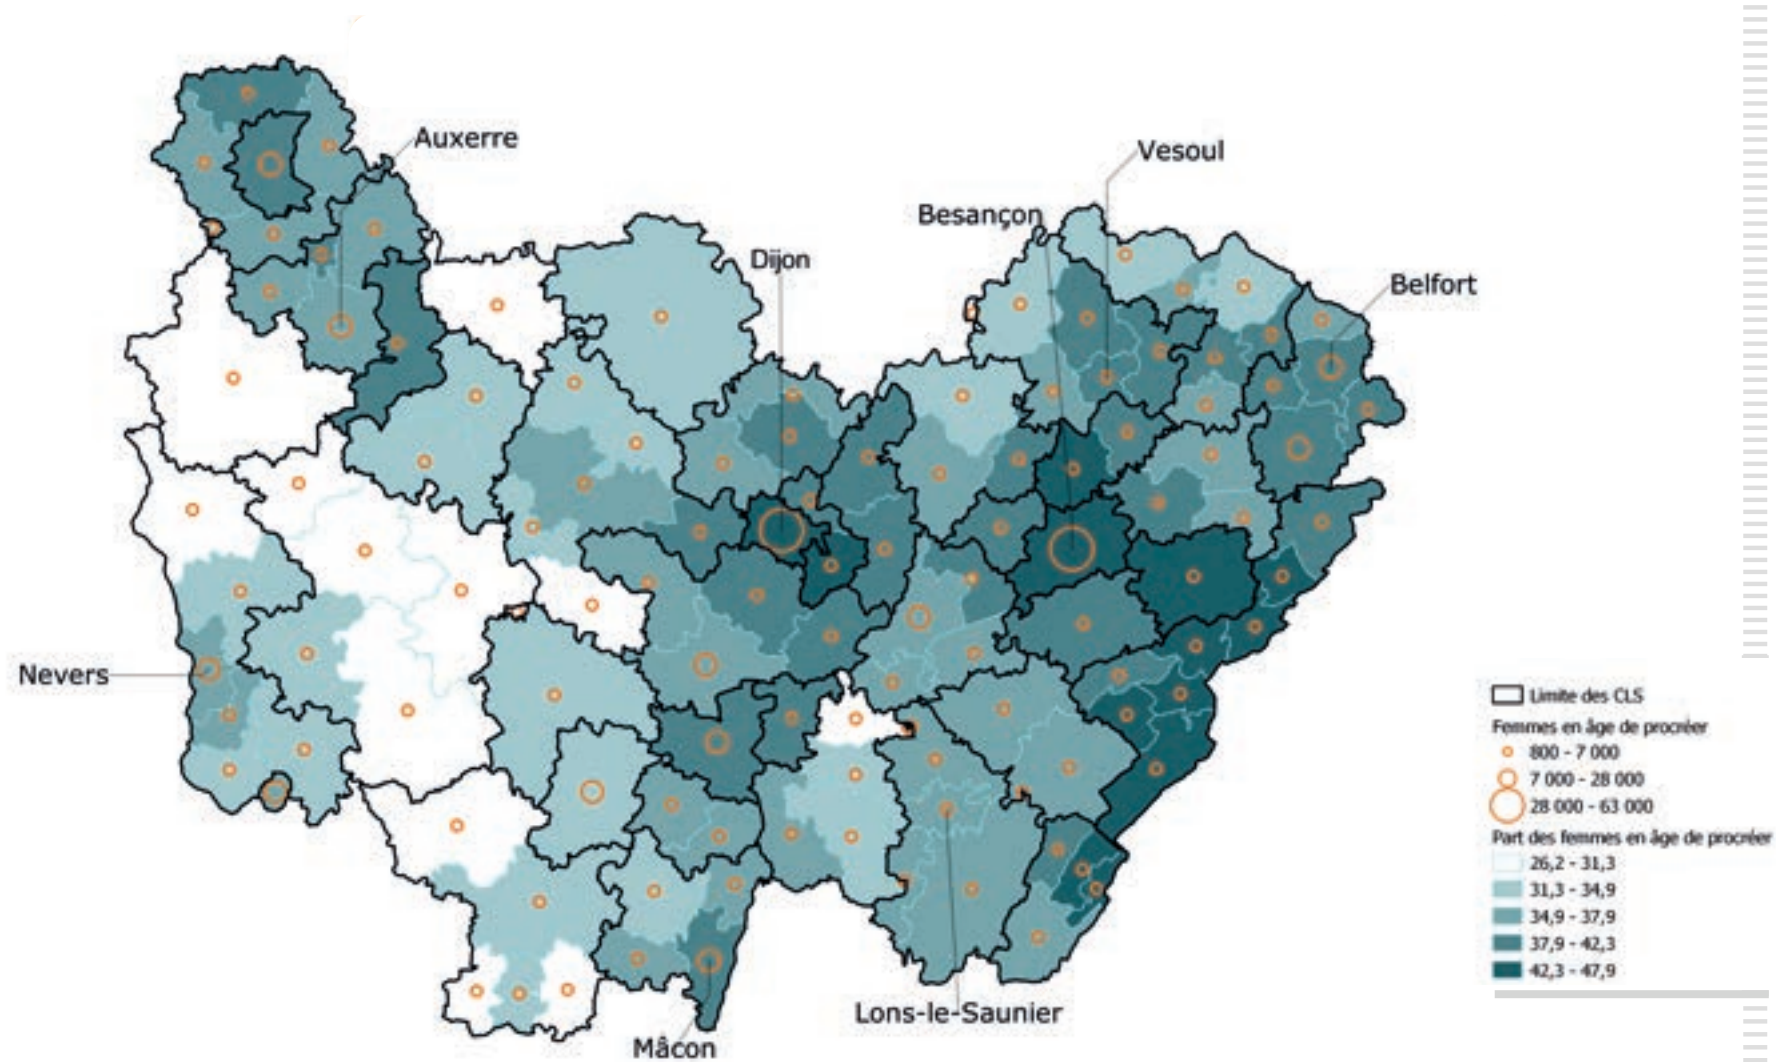 Auxerre
Vesoul
Besançon
Dijon
Belfort
Nevers
Limite des CLS
Femmes en âge de procréer
800 - 7 000
7 000 - 28 000
28 000 - 63 000
Part des femmes en âge de procréer
26,2 - 31,3
31,3 - 34,9
34,9 - 37,9
37,9 - 42,3
42,3 - 47,9
Lons-le-Saunier
Mâcon